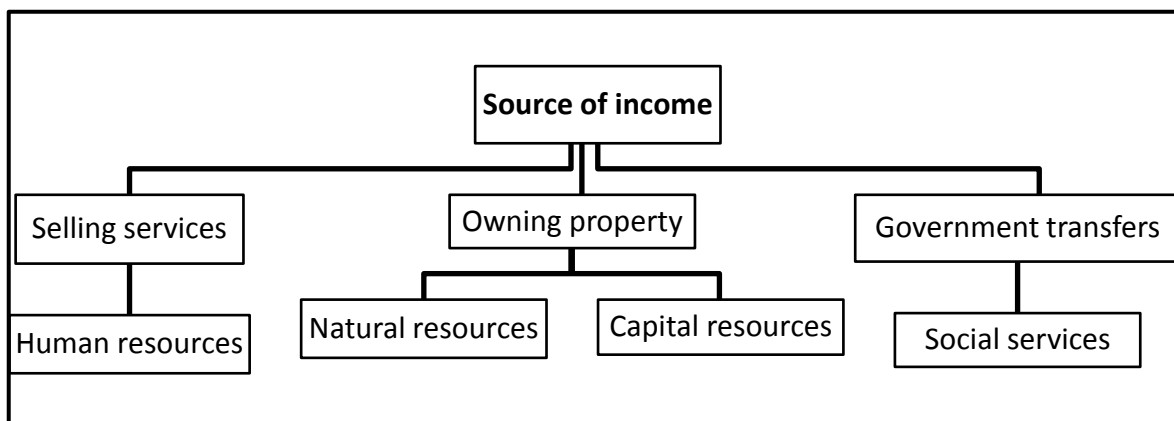 Source of income
Selling services
Owning property
Government transfers
Human resources
Natural resources
Capital resources
Social services